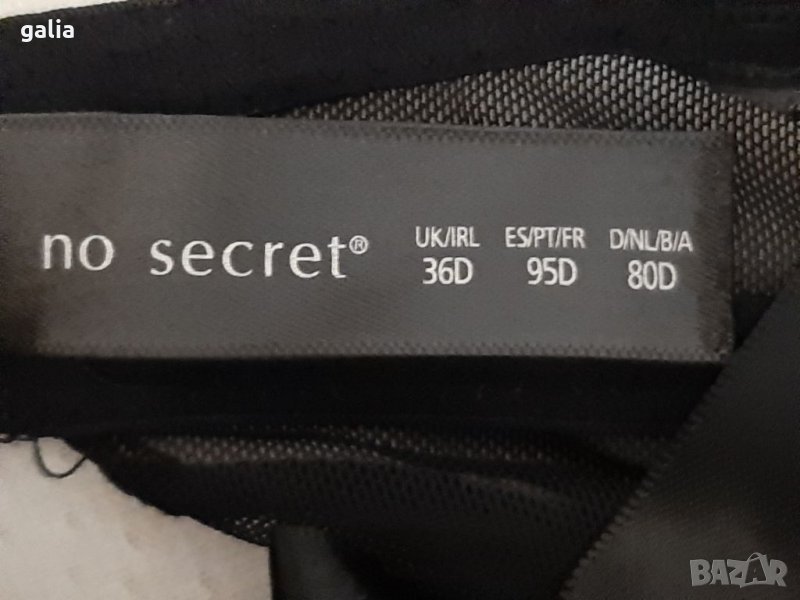 galia
no secret®
UK/IRL ES/PT/FR D/NL/B/A
36D 95D 80D
BAZAR